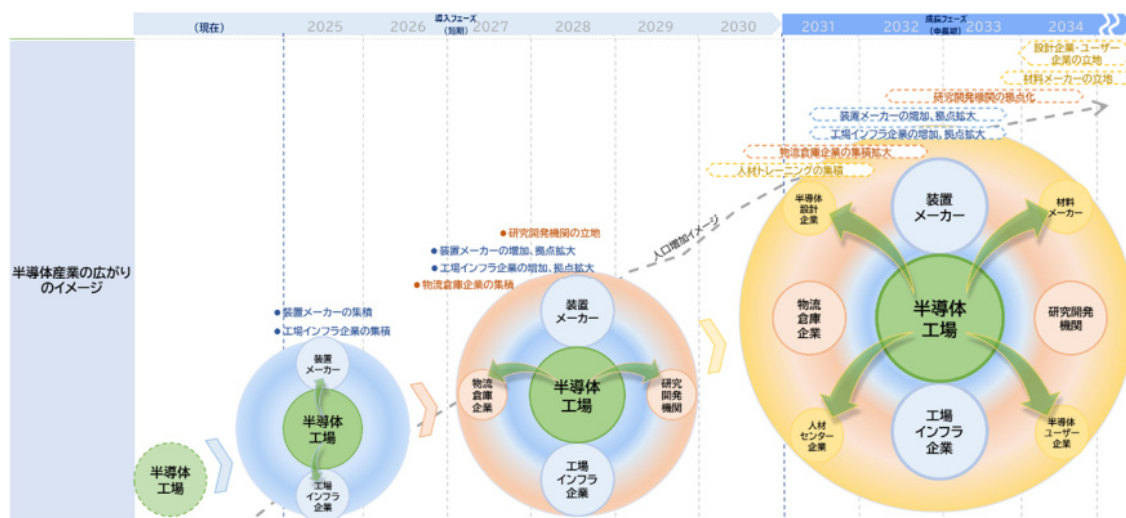 導入フェーズ
(短期)
成長フェーズ
(中長期)
(現在)
2025
2026
2027
2028
2029
2030
2031
2032
2033
2034
設計企業・ユーザー
企業の立地
材料メーカーの立地
研究開発機関の拠点化
装置メーカーの増加、拠点拡大
工場インフラ企業の増加、拠点拡大
物流倉庫企業の集積拡大
人材トレーニングの集積
人口増加イメージ
半導体産業の広がり
のイメージ
半導体
工場
● 装置メーカーの集積
● 工場インフラ企業の集積
装置
メーカー
半導体
工場
工場
インフラ
企業
● 研究開発機関の立地
● 装置メーカーの増加、拠点拡大
● 工場インフラ企業の増加、拠点拡大
● 物流倉庫企業の集積
装置
メーカー
物流
倉庫
企業
半導体
工場
研究
開発
機関
工場
インフラ
企業
半導体
設計
企業
装置
メーカー
材料
メーカー
物流
倉庫
企業
半導体
工場
研究開発
機関
人材
センター
企業
工場
インフラ
企業
半導体
ユーザー
企業